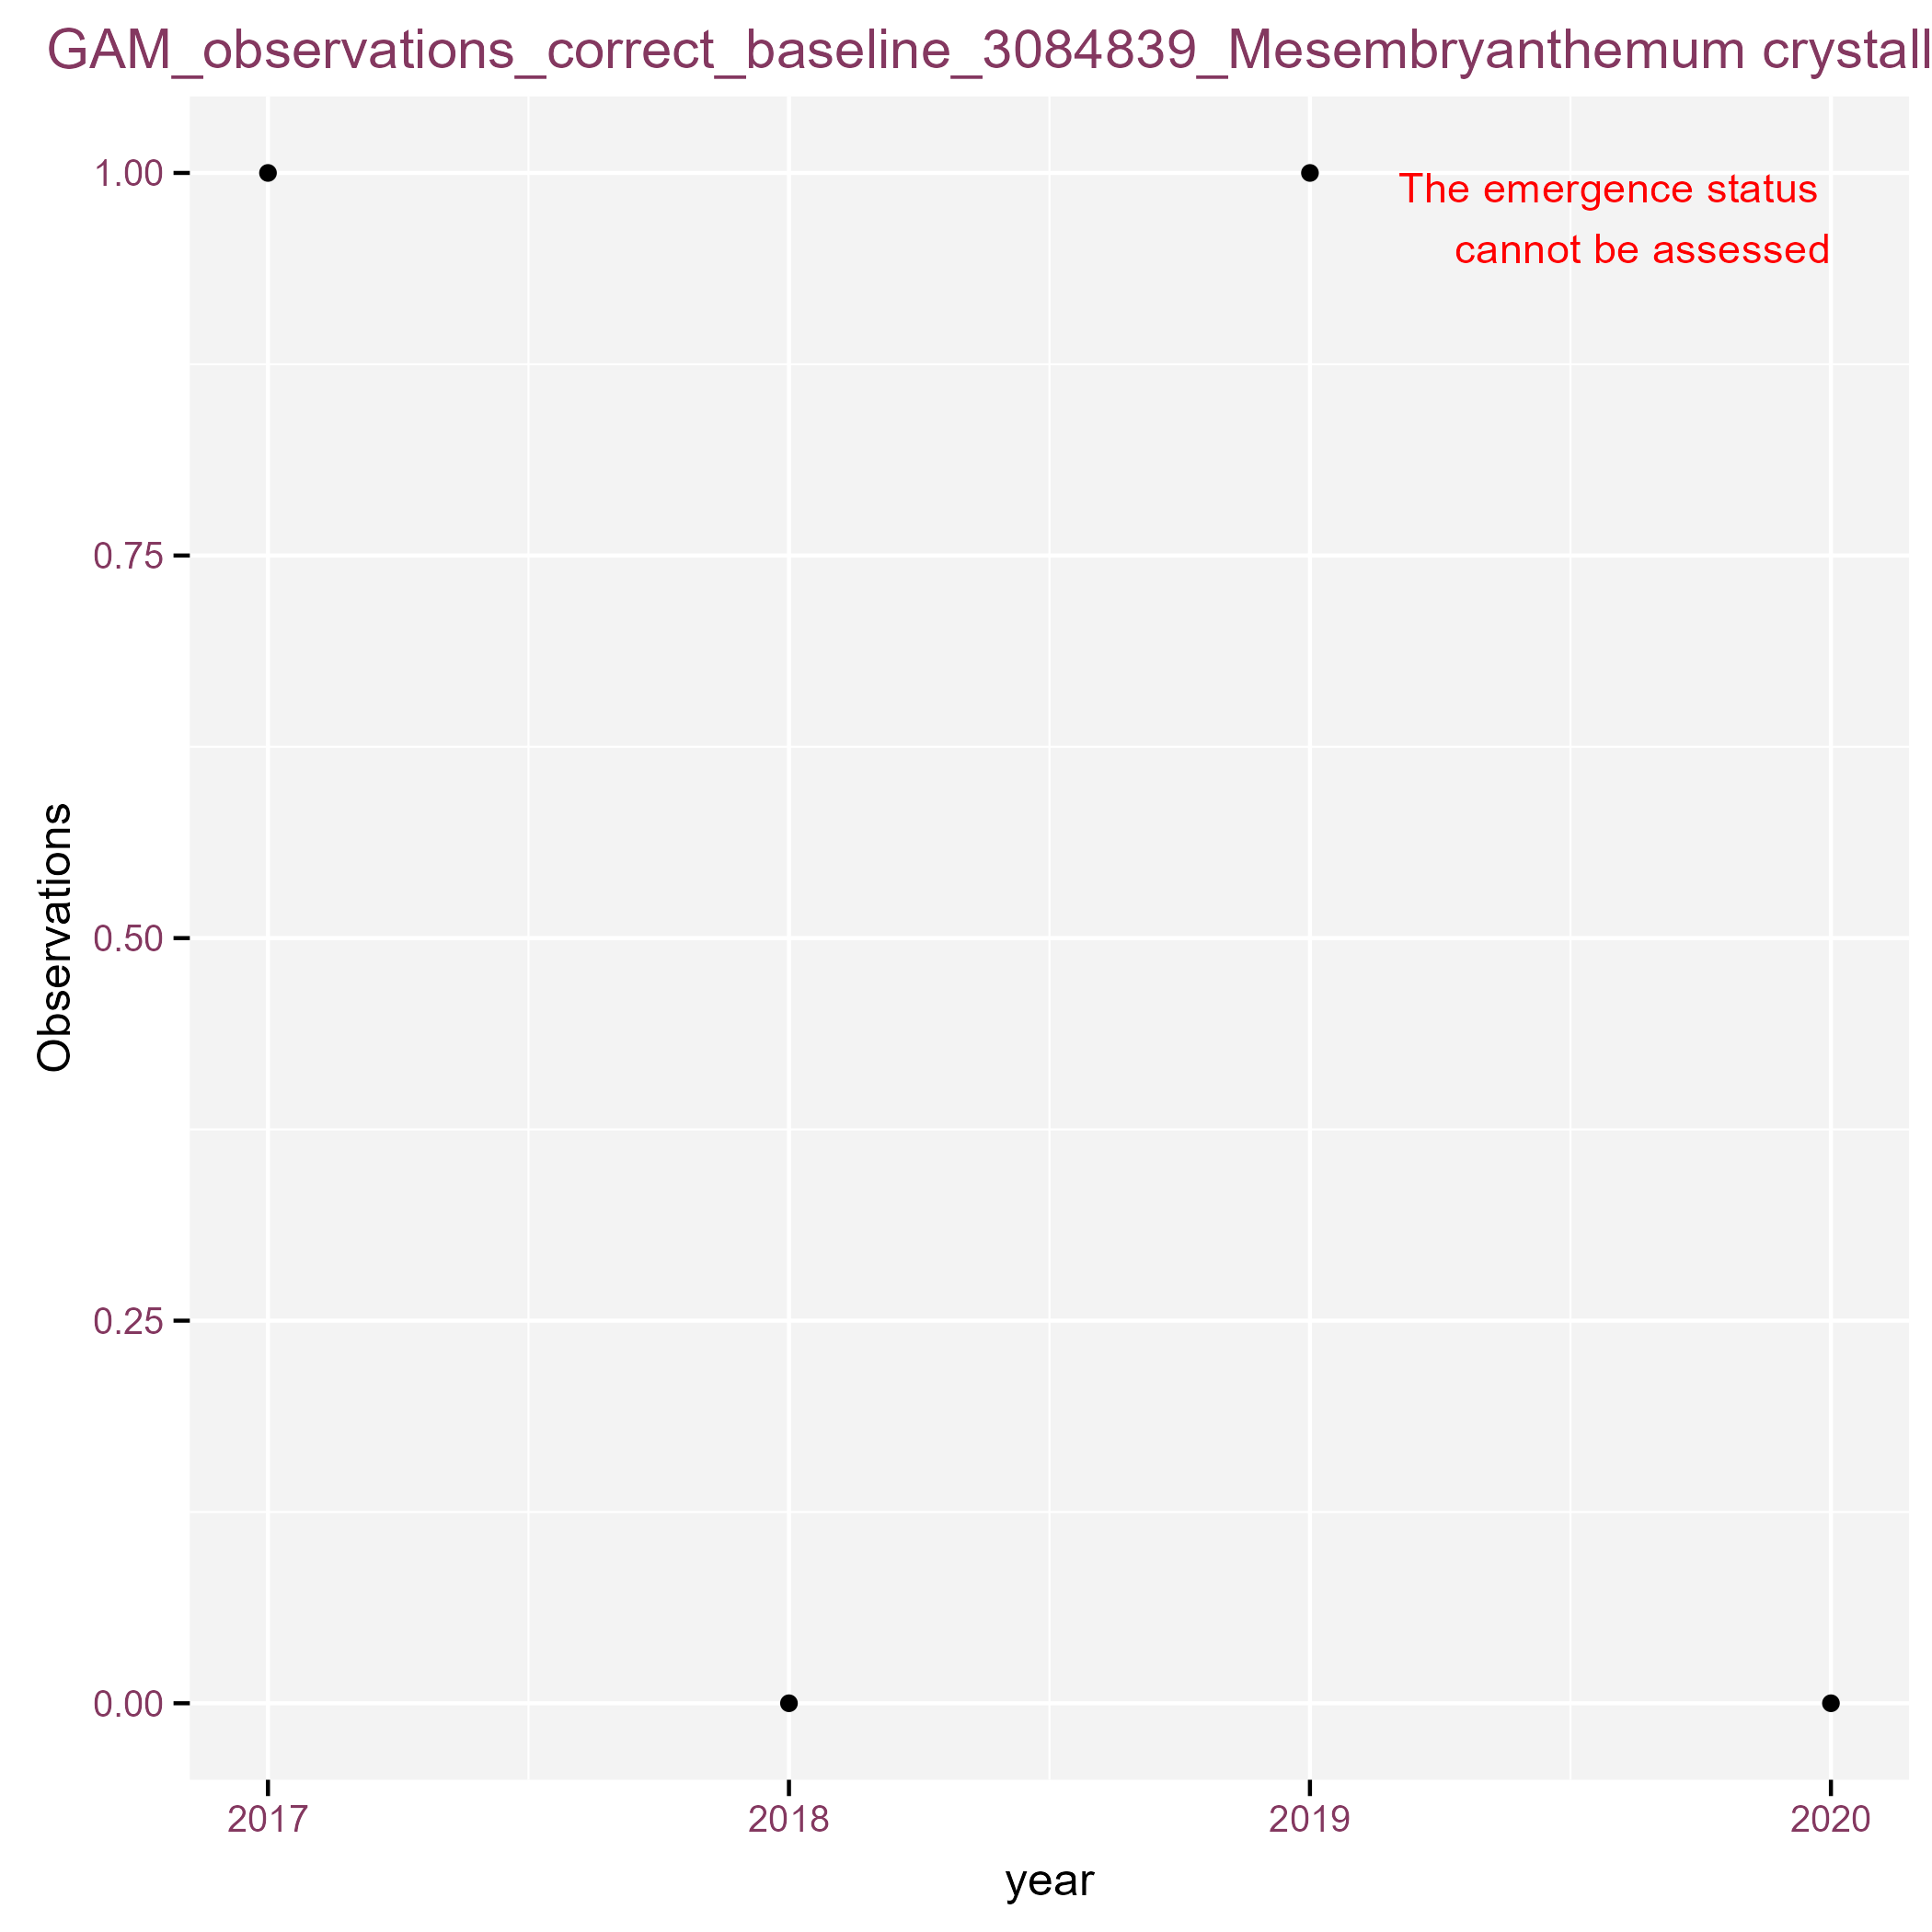 GAM_observations_correct_baseline_3084839_Mesembryanthemum crystall
1.00
The emergence status
cannot be assessed
0.75
Observations
0.50
0.25
0.00
2017 2018 2019 2020
year